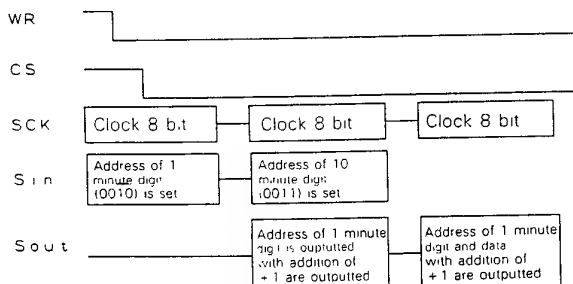 WR
CS
SCK
Clock 8 bit
Clock 8 bit
Clock 8 bit
Sin
Address of 1
minute digit
(0010) is set
Address of 10
minute digit
(0011) is set
Sout
Address of 1 minute
digit is ouptutted
with addition of
+1 are outputted
Address of 1 minute
digit and data
with addition of
+1 are outputted